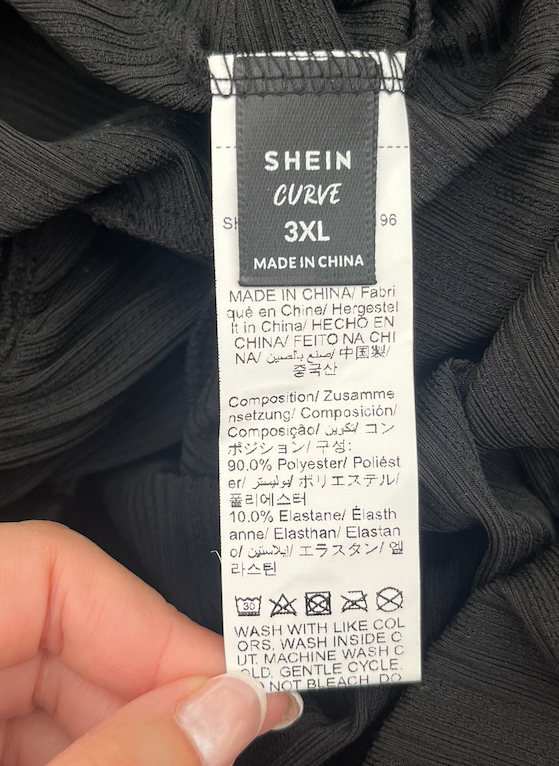 SHEIN
CURVE
3XL
MADE IN CHINA
96
MADE IN CHINA/ Fabri
qué en Chine/ Hergestel
lt in China/ HECHO EN
CHINA/ FEITO NA CHI
NA/ صنع بالصين/ 中国製/
중국산
Composition/ Zusamme
nsetzung/ Composición/
Composição/ تكوين/ コン
ポジション/ 구성:
90.0% Polyester/ Poliést
er/ بوليستر/ ポリエステル/
폴리에스터
10.0% Elastane/ Élasth
anne/ Elasthan/ Elastan
o/ إيلاستين/ エラスタン/ 엘
라스틴
30
WASH WITH LIKE COL
ORS. WASH INSIDE O
UT. MACHINE WASH C
OLD. GENTLE CYCLE.
NOT BLEACH. DO